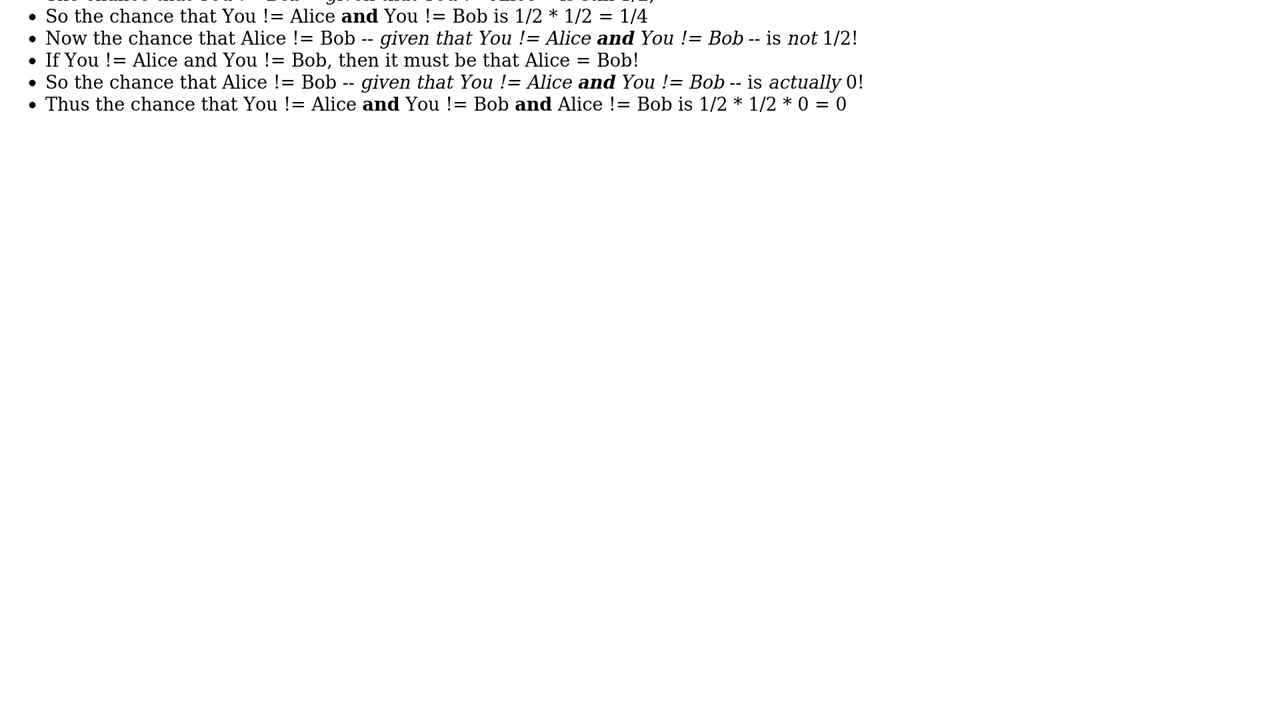 • So the chance that You != Alice and You != Bob is 1/2 * 1/2 = 1/4
• Now the chance that Alice != Bob -- given that You != Alice and You != Bob -- is not 1/2!
• If You != Alice and You != Bob, then it must be that Alice = Bob!
• So the chance that Alice != Bob -- given that You != Alice and You != Bob -- is actually 0!
• Thus the chance that You != Alice and You != Bob and Alice != Bob is 1/2 * 1/2 * 0 = 0